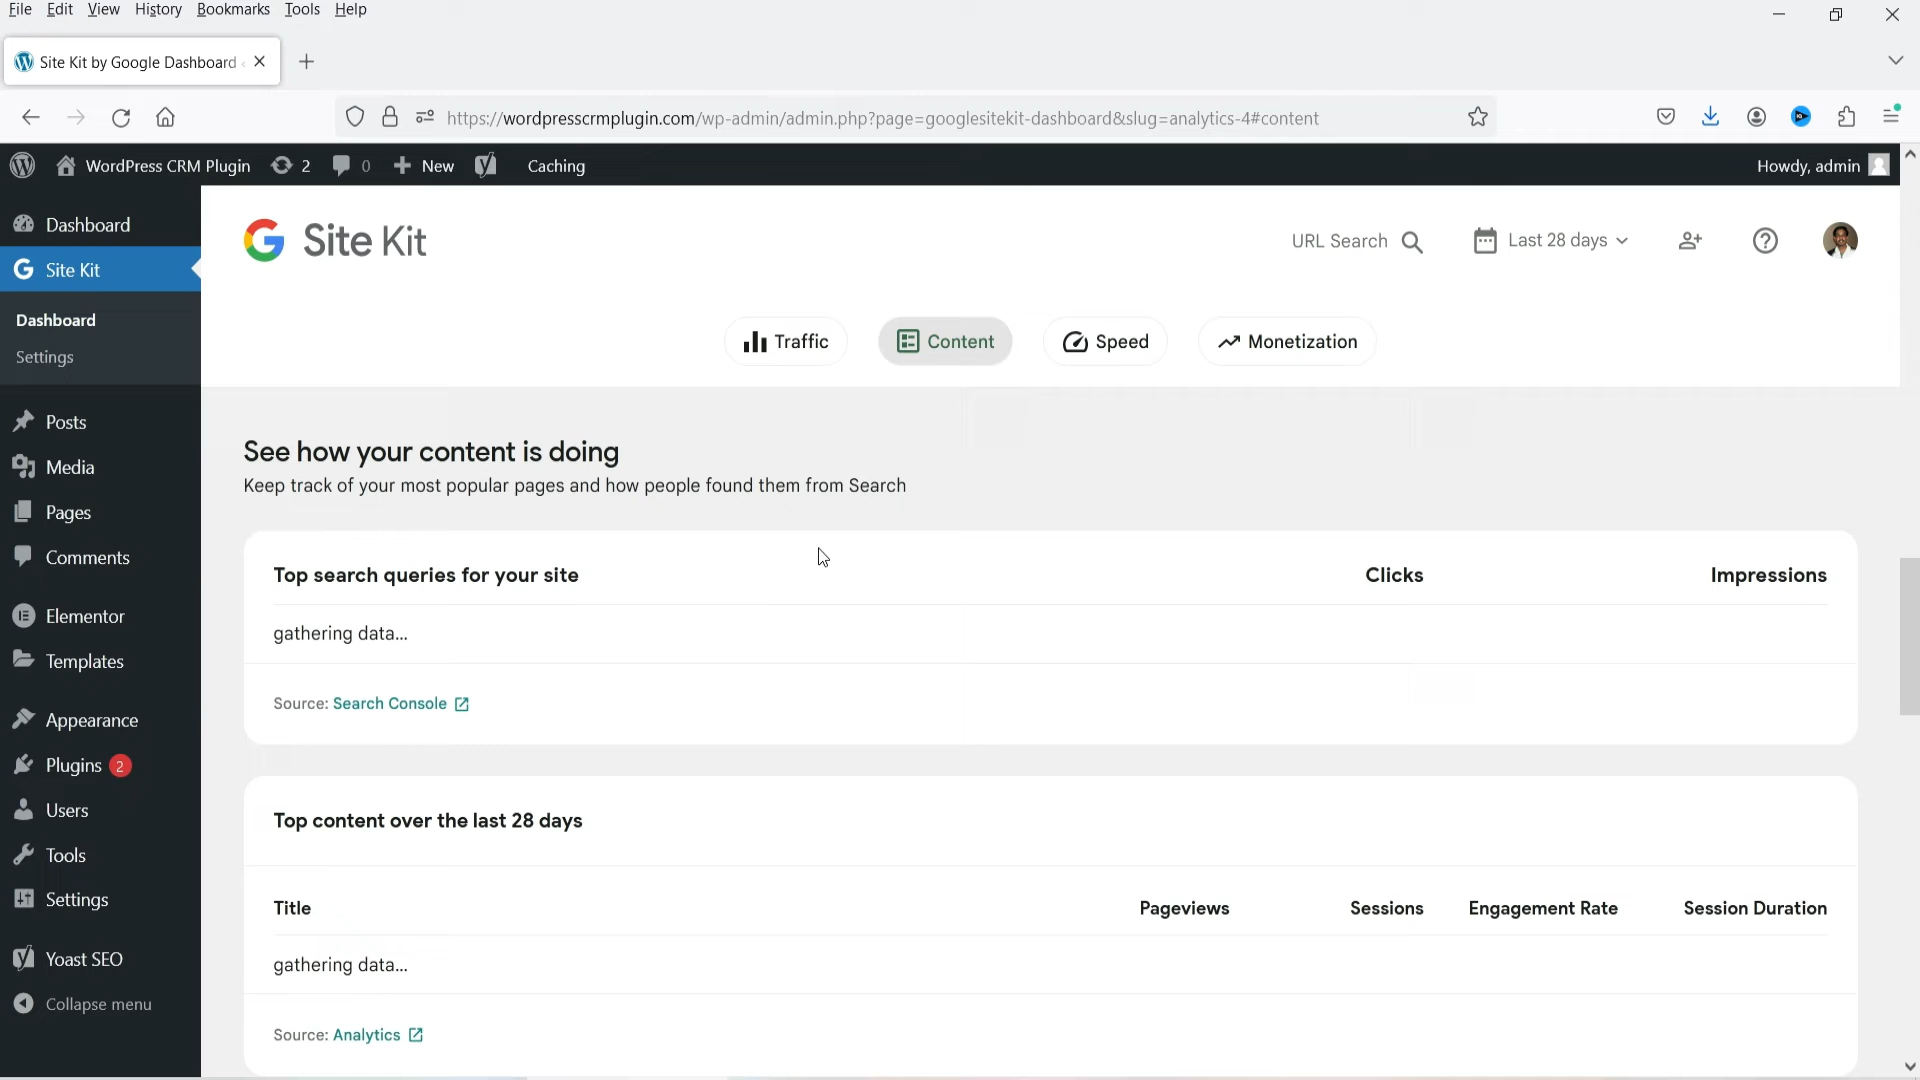 File Edit View History Bookmarks Tools Help
Site Kit by Google Dashboard
https://wordpresscrmplugin.com/wp-admin/admin.php?page=googlesitekit-dashboard&slug=analytics-4#content
WordPress CRM Plugin 2 0 New Caching Howdy, admin
Dashboard
Site Kit
Dashboard
Settings
Posts
Media
Pages
Comments
Elementor
Templates
Appearance
Plugins 2
Users
Tools
Settings
Yoast SEO
Collapse menu
Site Kit URL Search Last 28 days
Traffic Content Speed Monetization
See how your content is doing
Keep track of your most popular pages and how people found them from Search
Top search queries for your site Clicks Impressions
gathering data...
Source: Search Console
Top content over the last 28 days
Title Pageviews Sessions Engagement Rate Session Duration
gathering data...
Source: Analytics